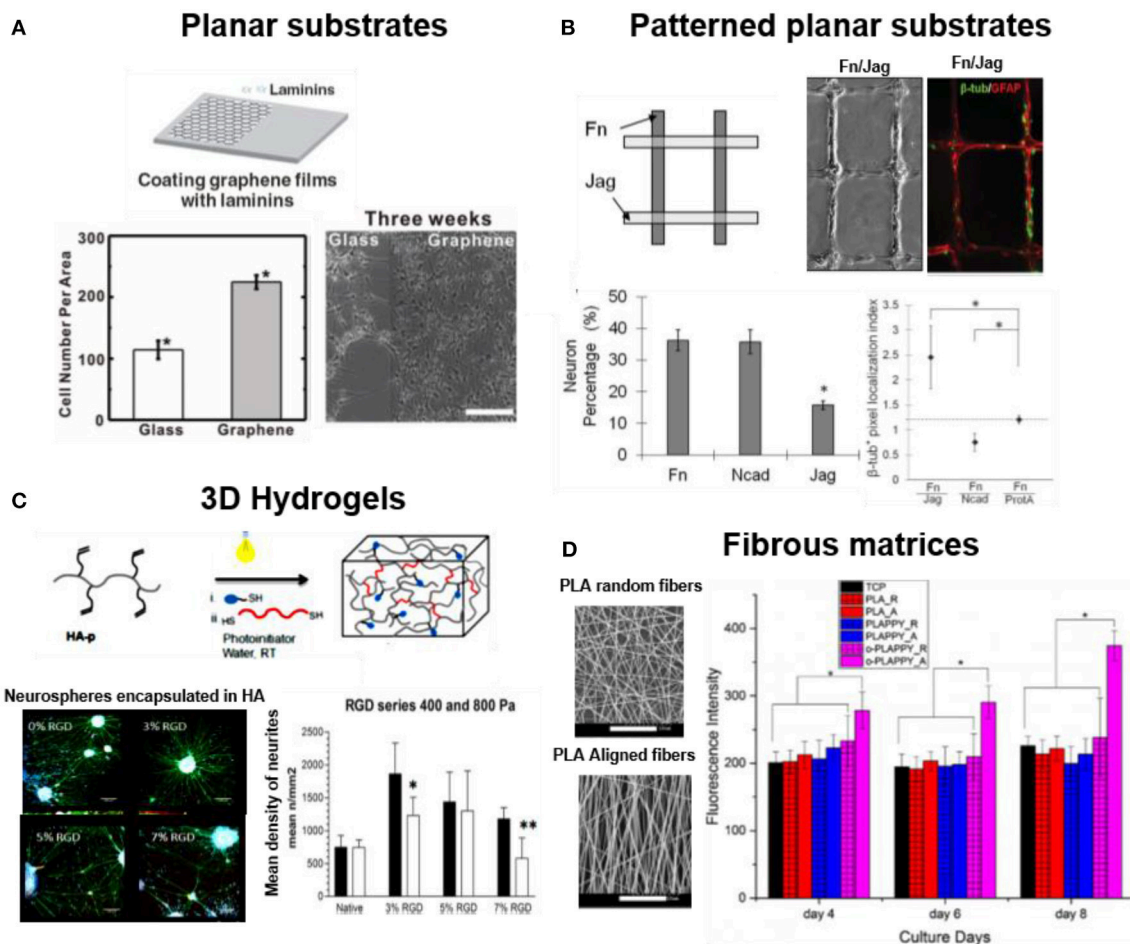 A
Planar substrates
Laminins
Coating graphene films
with laminins
Cell Number Per Area
300
200
100
0
Glass
Graphene
*
*
Three weeks
Glass
Graphene
B
Patterned planar substrates
Fn
Jag
Fn/Jag
Fn/Jag
β-tub/GFAP
Neuron
Percentage (%)
50
40
30
20
10
0
*
Fn
Ncad
Jag
β-tub⁺ pixel localization index
3.5
3
2.5
2
1.5
1
0.5
0
*
*
Fn
Jag
Fn
Ncad
Fn
ProtA
C
3D Hydrogels
HA-p
i
SH
ii
HS
SH
Photoinitiator
Water, RT
Neurospheres encapsulated in HA
0% RGD
3% RGD
5% RGD
7% RGD
RGD series 400 and 800 Pa
Mean density of neurites
mean n/mm2
2500
2000
1500
1000
500
0
*
**
Native
3% RGD
5% RGD
7% RGD
D
Fibrous matrices
PLA random fibers
PLA Aligned fibers
TCP
PLA_R
PLA_A
PLAPPY_R
PLAPPY_A
o-PLAPPY_R
o-PLAPPY_A
Fluorescence Intensity
400
300
200
100
0
*
*
*
day 4
day 6
day 8
Culture Days